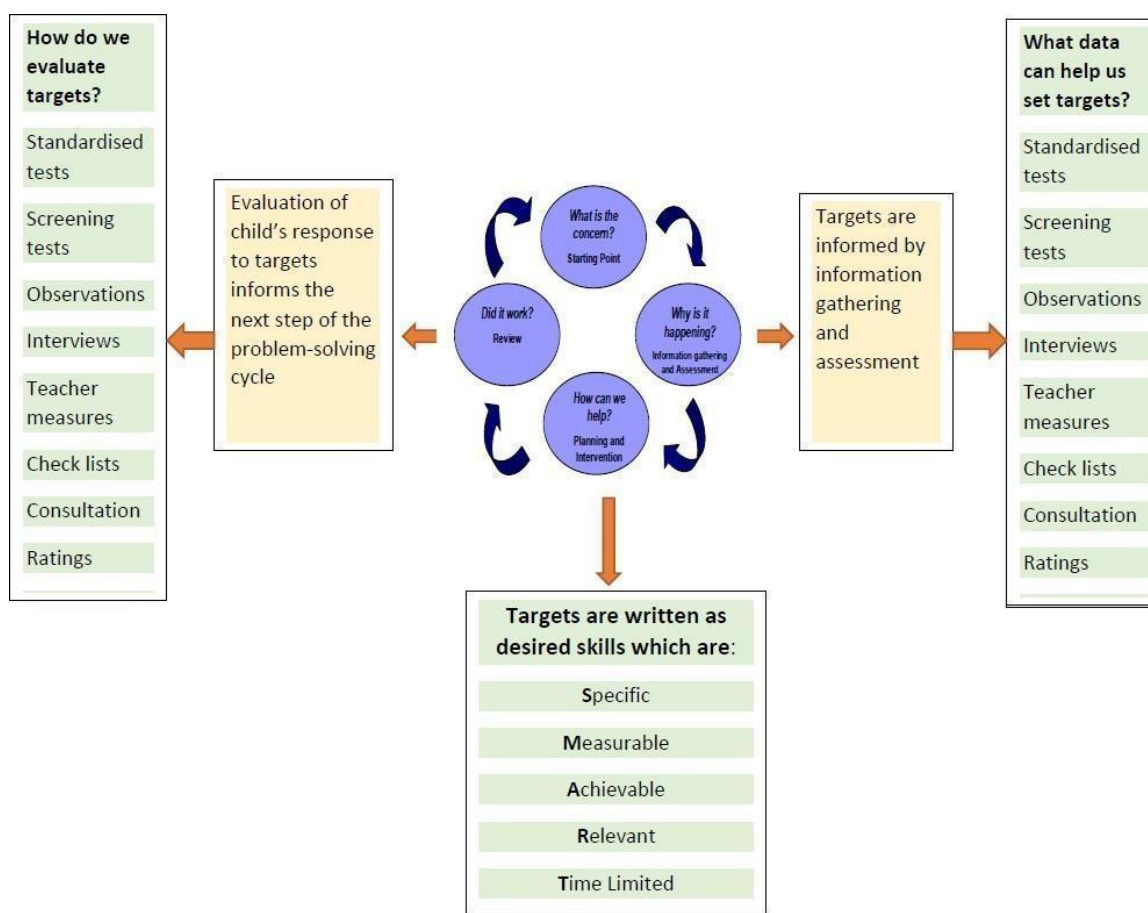 How do we
evaluate
targets?
Standardised
tests
Screening
tests
Observations
Interviews
Teacher
measures
Check lists
Consultation
Ratings
Evaluation of
child's response
to targets
informs the
next step of the
problem-solving
cycle
What is the
concern?
Starting Point
Did it work?
Review
Why is it
happening?
Information gathering
and Assessment
How can we
help?
Planning and
Intervention
Targets are
informed by
information
gathering
and
assessment
What data
can help us
set targets?
Standardised
tests
Screening
tests
Observations
Interviews
Teacher
measures
Check lists
Consultation
Ratings
Targets are written as
desired skills which are:
Specific
Measurable
Achievable
Relevant
Time Limited